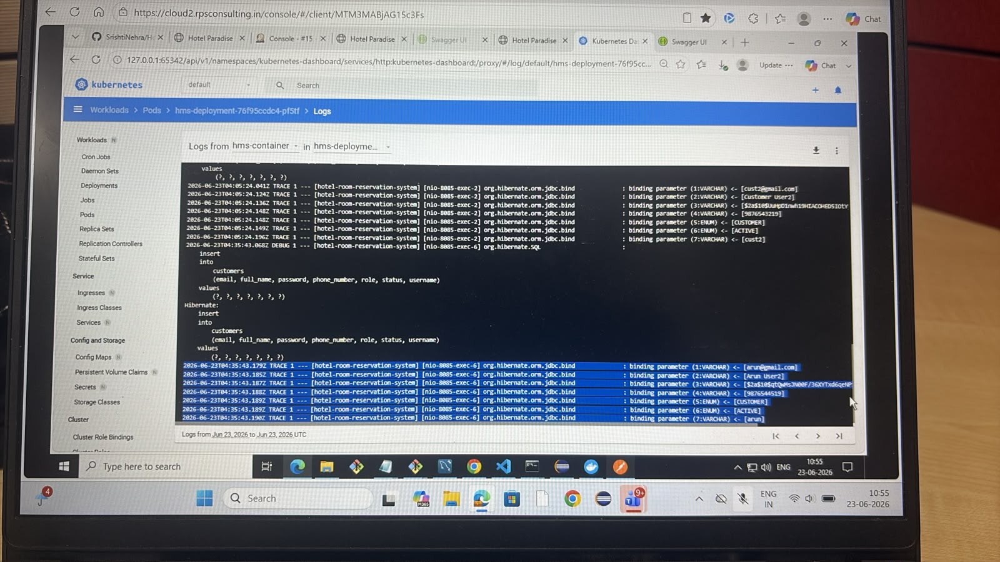 https://cloud2.rpsconsulting.in/console/#/client/MTM3MABjAG15c3Fs
Chat
SrishtiNehra/H
Hotel Paradise
Console - #15
Hotel Paradise
Swagger UI
Hotel Paradise
Kubernetes Da
Swagger UI
127.0.0.1:65342/api/v1/namespaces/kubernetes-dashboard/services/http:kubernetes-dashboard:/proxy/#/log/default/hms-deployment-76f95cc...
Update
Chat
kubernetes
default
Search
Workloads > Pods > hms-deployment-76f95ccdc4-pf5tf > Logs
Workloads N
Cron Jobs
Daemon Sets
Deployments
Jobs
Pods
Replica Sets
Replication Controllers
Stateful Sets
Service
Ingresses N
Ingress Classes
Services N
Config and Storage
Config Maps N
Persistent Volume Claims N
Secrets N
Storage Classes
Cluster
Cluster Role Bindings
Logs from hms-container in hms-deployme...
values
(?, ?, ?, ?, ?, ?, ?)
2026-06-23T04:05:24.041Z TRACE 1 --- [hotel-room-reservation-system] [nio-8085-exec-2] org.hibernate.orm.jdbc.bind : binding parameter (1:VARCHAR) <- [cust2@gmail.com]
2026-06-23T04:05:24.124Z TRACE 1 --- [hotel-room-reservation-system] [nio-8085-exec-2] org.hibernate.orm.jdbc.bind : binding parameter (2:VARCHAR) <- [Customer User2]
2026-06-23T04:05:24.136Z TRACE 1 --- [hotel-room-reservation-system] [nio-8085-exec-2] org.hibernate.orm.jdbc.bind : binding parameter (3:VARCHAR) <-
2026-06-23T04:05:24.148Z TRACE 1 --- [hotel-room-reservation-system] [nio-8085-exec-2] org.hibernate.orm.jdbc.bind : binding parameter (4:VARCHAR) <- [9876543219]
2026-06-23T04:05:24.148Z TRACE 1 --- [hotel-room-reservation-system] [nio-8085-exec-2] org.hibernate.orm.jdbc.bind : binding parameter (5:ENUM) <- [CUSTOMER]
2026-06-23T04:05:24.149Z TRACE 1 --- [hotel-room-reservation-system] [nio-8085-exec-2] org.hibernate.orm.jdbc.bind : binding parameter (6:ENUM) <- [ACTIVE]
2026-06-23T04:05:24.196Z TRACE 1 --- [hotel-room-reservation-system] [nio-8085-exec-2] org.hibernate.orm.jdbc.bind : binding parameter (7:VARCHAR) <- [cust2]
2026-06-23T04:35:43.068Z DEBUG 1 --- [hotel-room-reservation-system] [nio-8085-exec-6] org.hibernate.SQL :
insert
into
customers
(email, full_name, password, phone_number, role, status, username)
values
(?, ?, ?, ?, ?, ?, ?)
Hibernate:
insert
into
customers
(email, full_name, password, phone_number, role, status, username)
values
(?, ?, ?, ?, ?, ?, ?)
2026-06-23T04:35:43.179Z TRACE 1 --- [hotel-room-reservation-system] [nio-8085-exec-6] org.hibernate.orm.jdbc.bind : binding parameter (1:VARCHAR) <- [arun@gmail.com]
2026-06-23T04:35:43.185Z TRACE 1 --- [hotel-room-reservation-system] [nio-8085-exec-6] org.hibernate.orm.jdbc.bind : binding parameter (2:VARCHAR) <- [Arun User2]
2026-06-23T04:35:43.187Z TRACE 1 --- [hotel-room-reservation-system] [nio-8085-exec-6] org.hibernate.orm.jdbc.bind : binding parameter (3:VARCHAR) <-
2026-06-23T04:35:43.188Z TRACE 1 --- [hotel-room-reservation-system] [nio-8085-exec-6] org.hibernate.orm.jdbc.bind : binding parameter (4:VARCHAR) <- [9876544519]
2026-06-23T04:35:43.189Z TRACE 1 --- [hotel-room-reservation-system] [nio-8085-exec-6] org.hibernate.orm.jdbc.bind : binding parameter (5:ENUM) <- [CUSTOMER]
2026-06-23T04:35:43.189Z TRACE 1 --- [hotel-room-reservation-system] [nio-8085-exec-6] org.hibernate.orm.jdbc.bind : binding parameter (6:ENUM) <- [ACTIVE]
2026-06-23T04:35:43.190Z TRACE 1 --- [hotel-room-reservation-system] [nio-8085-exec-6] org.hibernate.orm.jdbc.bind : binding parameter (7:VARCHAR) <- [arun]
Logs from Jun 23, 2026 to Jun 23, 2026 UTC
Type here to search
ENG
10:55
23-06-2026
4
Search
M365
9+
ENG
IN
10:55
23-06-2026